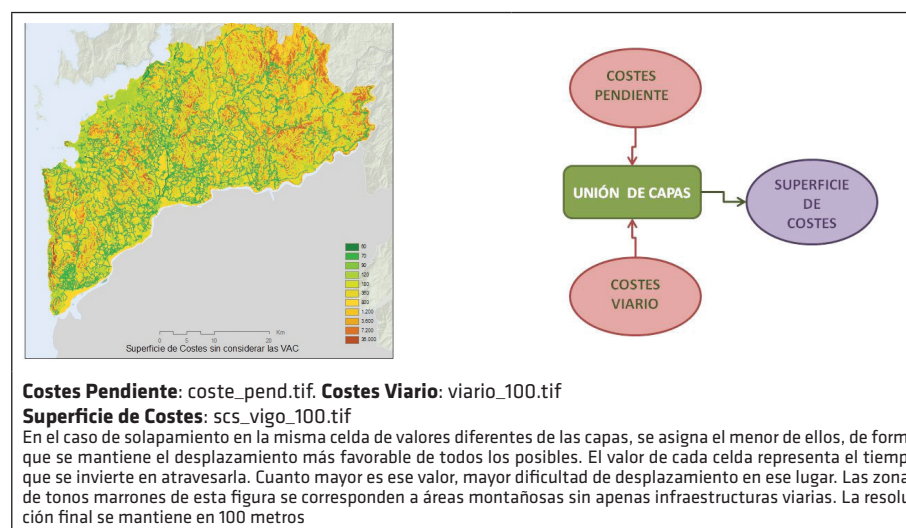 COSTES
PENDIENTE
UNIÓN DE CAPAS
SUPERFICIE
DE
COSTES
COSTES
VIARIO
60
70
90
120
360
1.200
3.600
7.200
36.000
Km
0 5 10 20
Superficie de Costes sin considerar las VAC
Costes Pendiente: coste_pend.tif. Costes Viario: viario_100.tif
Superficie de Costes: scs_vigo_100.tif
En el caso de solapamiento en la misma celda de valores diferentes de las capas, se asigna el menor de ellos, de form
que se mantiene el desplazamiento más favorable de todos los posibles. El valor de cada celda representa el tiemp
que se invierte en atravesarla. Cuanto mayor es ese valor, mayor dificultad de desplazamiento en ese lugar. Las zona
de tonos marrones de esta figura se corresponden a áreas montañosas sin apenas infraestructuras viarias. La resolu
ción final se mantiene en 100 metros